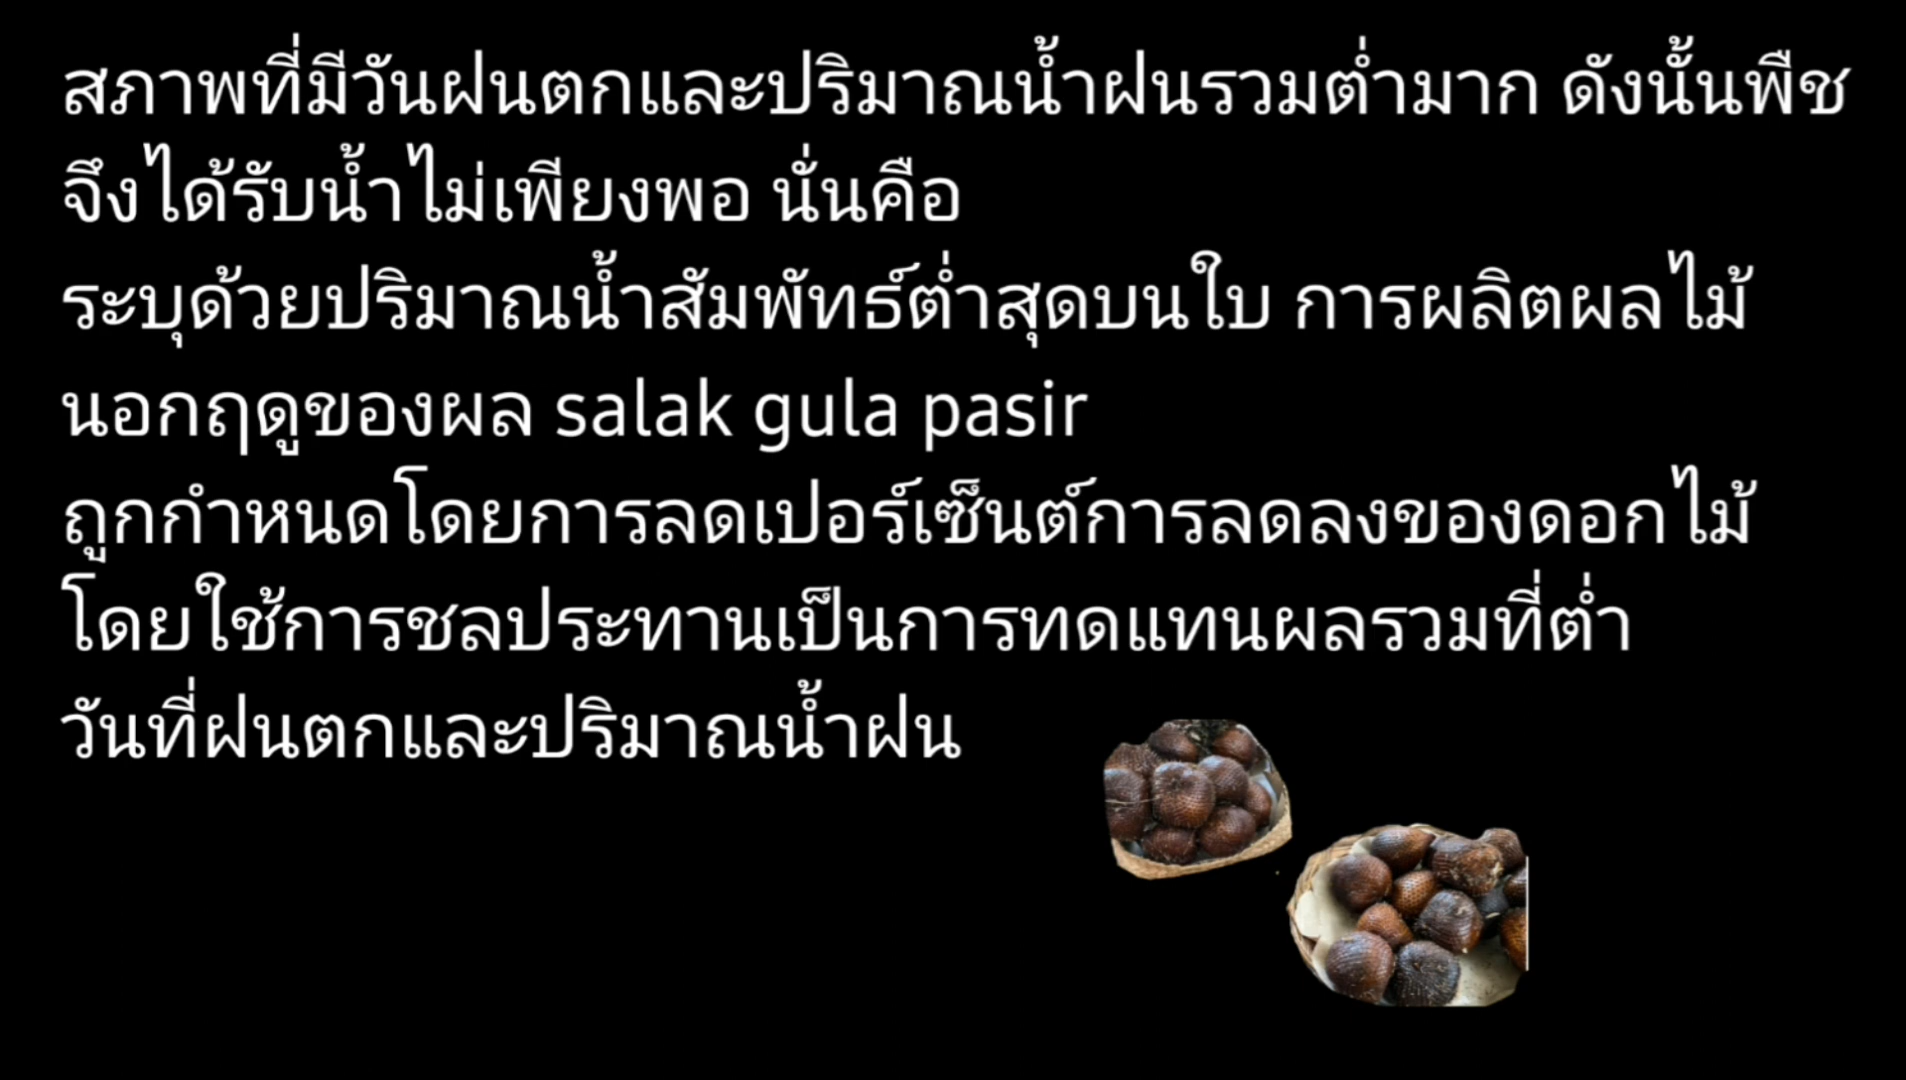 สภาพที่มีวันฝนตกและปริมาณน้ำฝนรวมต่ำมาก ดังนั้นพืช
จึงได้รับน้ำไม่เพียงพอ นั่นคือ
ระบุด้วยปริมาณน้ำสัมพัทธ์ต่ำสุดบนใบ การผลิตผลไม้
นอกฤดูของผล salak gula pasir
ถูกกำหนดโดยการลดเปอร์เซ็นต์การลดลงของดอกไม้
โดยใช้การชลประทานเป็นการทดแทนผลรวมที่ต่ำ
วันที่ฝนตกและปริมาณน้ำฝน